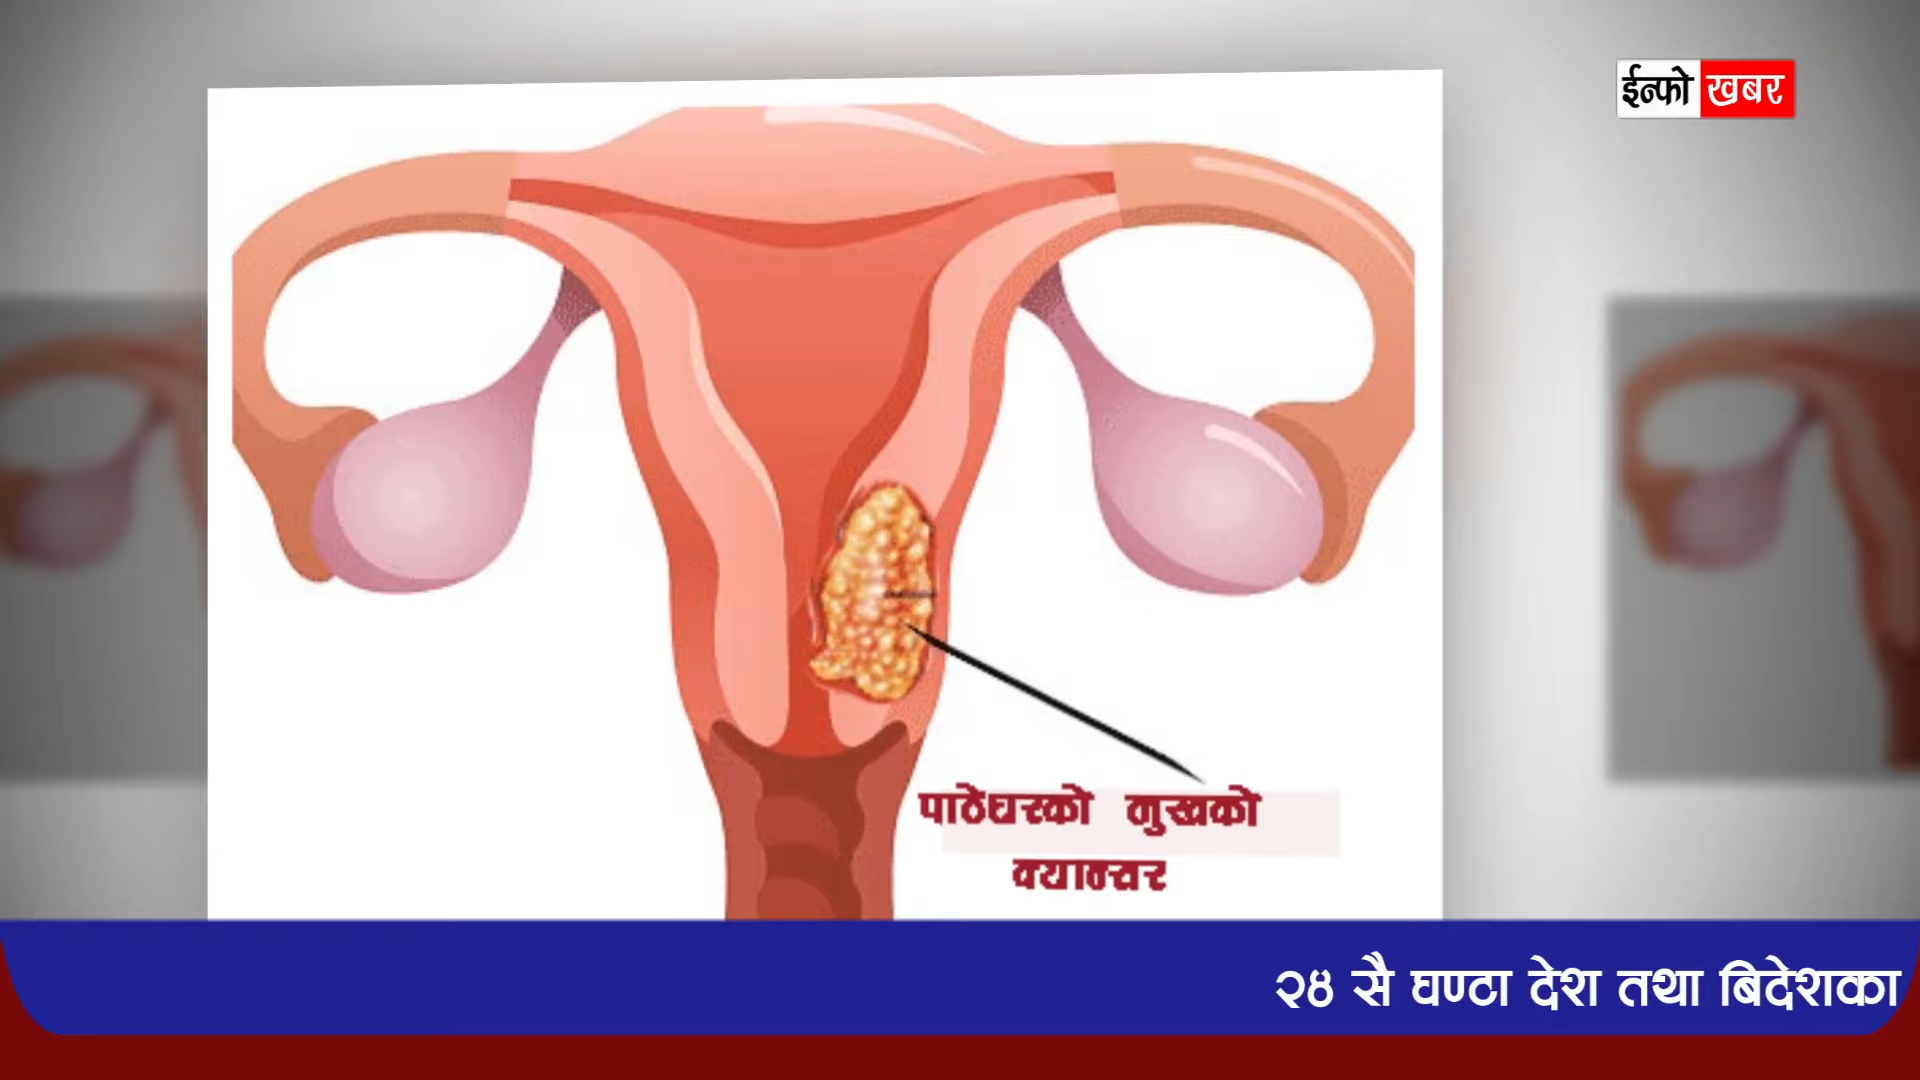 ईन्फो खबर
पाठेघरको मुखको
क्यान्सर
२४ सै घण्टा देश तथा बिदेशका